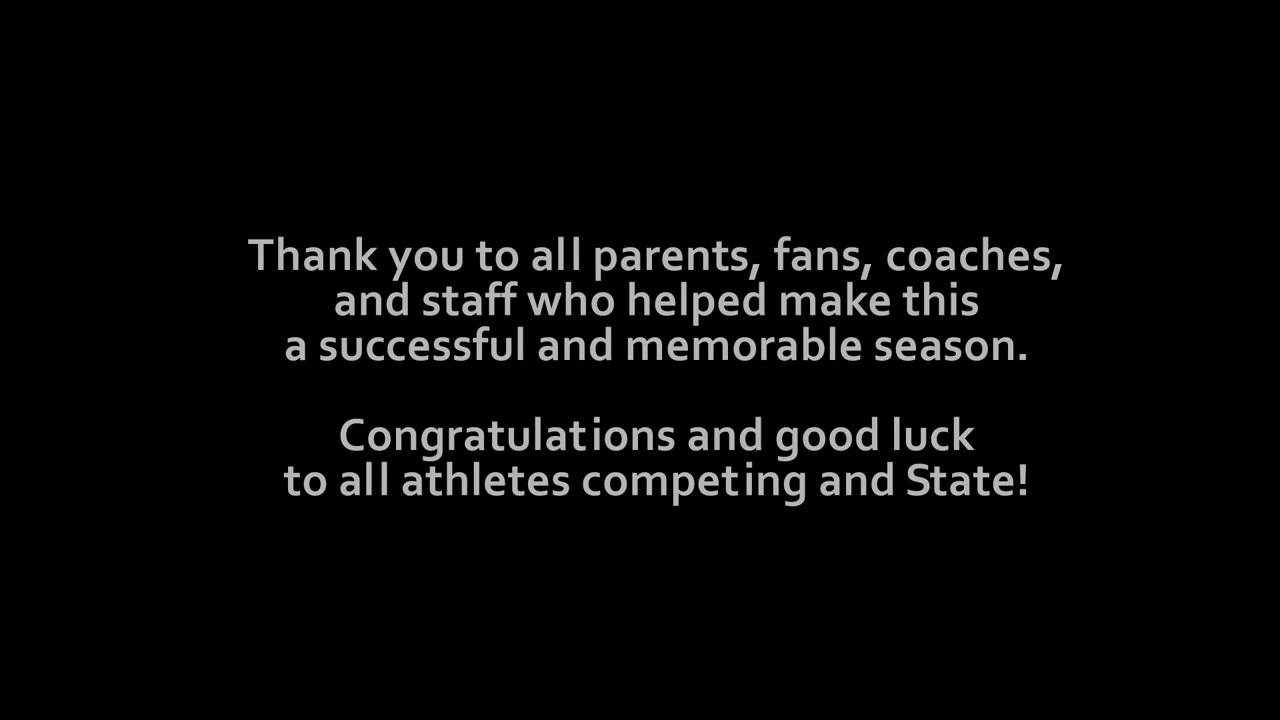 Thank you to all parents, fans, coaches,
and staff who helped make this
a successful and memorable season.
Congratulations and good luck
to all athletes competing and State!